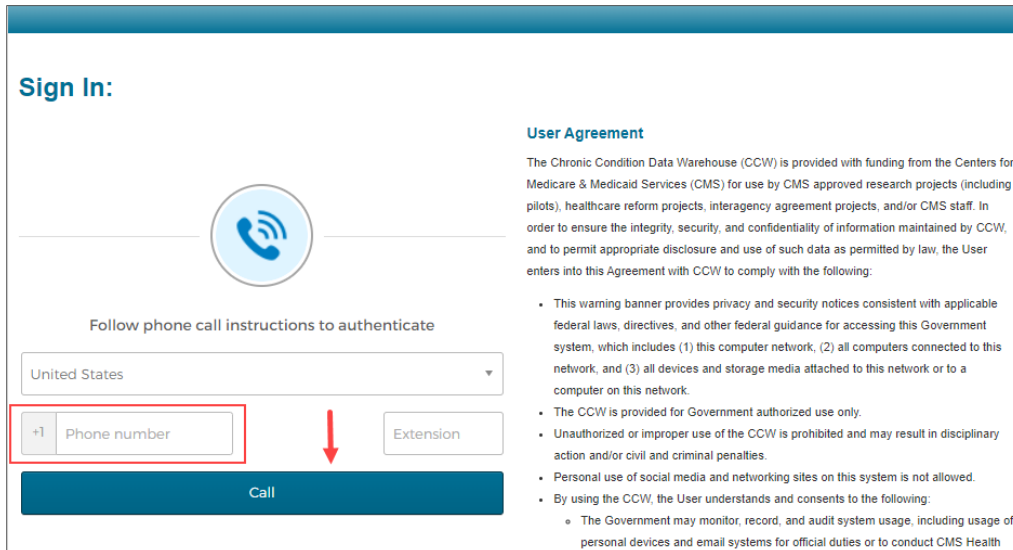 Sign In:
Follow phone call instructions to authenticate
United States
+1
Phone number
Extension
Call
User Agreement
The Chronic Condition Data Warehouse (CCW) is provided with funding from the Centers for
Medicare & Medicaid Services (CMS) for use by CMS approved research projects (including
pilots), healthcare reform projects, interagency agreement projects, and/or CMS staff. In
order to ensure the integrity, security, and confidentiality of information maintained by CCW,
and to permit appropriate disclosure and use of such data as permitted by law, the User
enters into this Agreement with CCW to comply with the following:
• This warning banner provides privacy and security notices consistent with applicable
federal laws, directives, and other federal guidance for accessing this Government
system, which includes (1) this computer network, (2) all computers connected to this
network, and (3) all devices and storage media attached to this network or to a
computer on this network.
• The CCW is provided for Government authorized use only.
• Unauthorized or improper use of the CCW is prohibited and may result in disciplinary
action and/or civil and criminal penalties.
• Personal use of social media and networking sites on this system is not allowed.
• By using the CCW, the User understands and consents to the following:
◦ The Government may monitor, record, and audit system usage, including usage of
personal devices and email systems for official duties or to conduct CMS Health